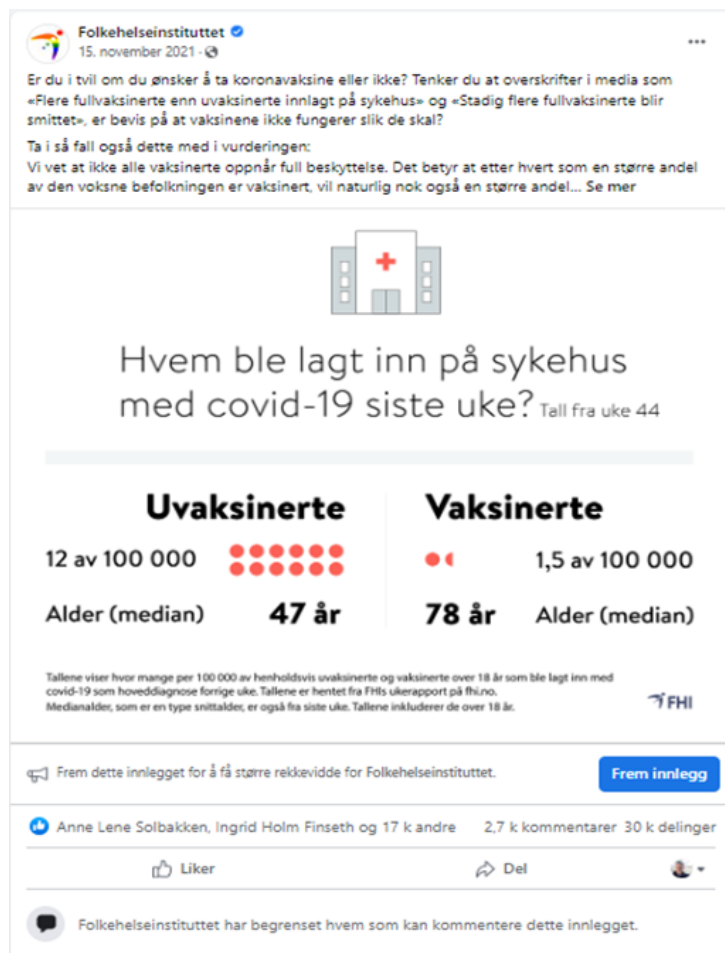 Folkehelseinstituttet
15. november 2021 ·
Er du i tvil om du ønsker å ta koronavaksine eller ikke? Tenker du at overskrifter i media som
«Flere fullvaksinerte enn uvaksinerte innlagt på sykehus» og «Stadig flere fullvaksinerte blir
smittet», er bevis på at vaksinene ikke fungerer slik de skal?
Ta i så fall også dette med i vurderingen:
Vi vet at ikke alle vaksinerte oppnår full beskyttelse. Det betyr at etter hvert som en større andel
av den voksne befolkningen er vaksinert, vil naturlig nok også en større andel... Se mer
Hvem ble lagt inn på sykehus
med covid-19 siste uke? Tall fra uke 44
Uvaksinerte Vaksinerte
12 av 100 000 1,5 av 100 000
Alder (median) 47 år 78 år Alder (median)
Tallene viser hvor mange per 100 000 av henholdsvis uvaksinerte og vaksinerte over 18 år som ble lagt inn med
covid-19 som hoveddiagnose forrige uke. Tallene er hentet fra FHIs ukerapport på fhi.no.
Medianalder, som er en type snittalder, er også fra siste uke. Tallene inkluderer de over 18 år.
FHI
Frem dette innlegget for å få større rekkevidde for Folkehelseinstituttet.
Frem innlegg
Anne Lene Solbakken, Ingrid Holm Finseth og 17 k andre 2,7 k kommentarer 30 k delinger
Liker Del
Folkehelseinstituttet har begrenset hvem som kan kommentere dette innlegget.